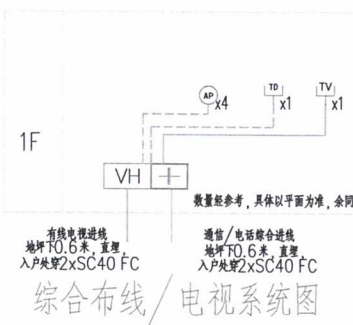 AP x4 TD x1 TV x1
1F
VH
数量轻参考，具体以平面为准，余同
有线电视进线
地坪下0.6米，直埋，
入户处穿2xSC40 FC
通信/电话综合进线
地坪下0.6米，直埋，
入户处穿2xSC40 FC
综合布线/电视系统图